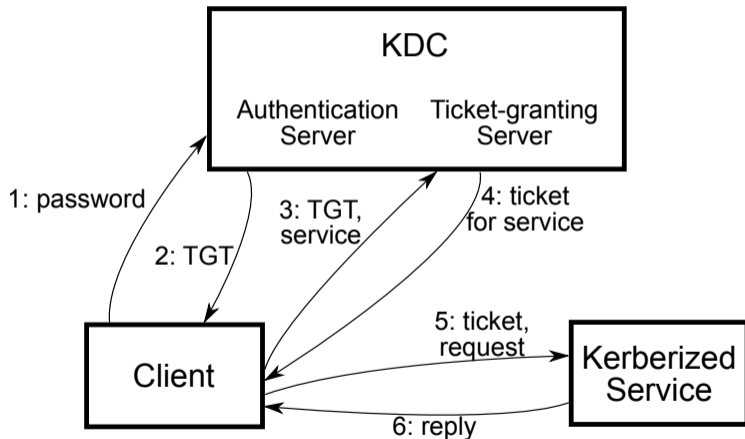 KDC
Authentication
Server
Ticket-granting
Server
1: password
2: TGT
3: TGT,
service
4: ticket
for service
Client
5: ticket,
request
Kerberized
Service
6: reply